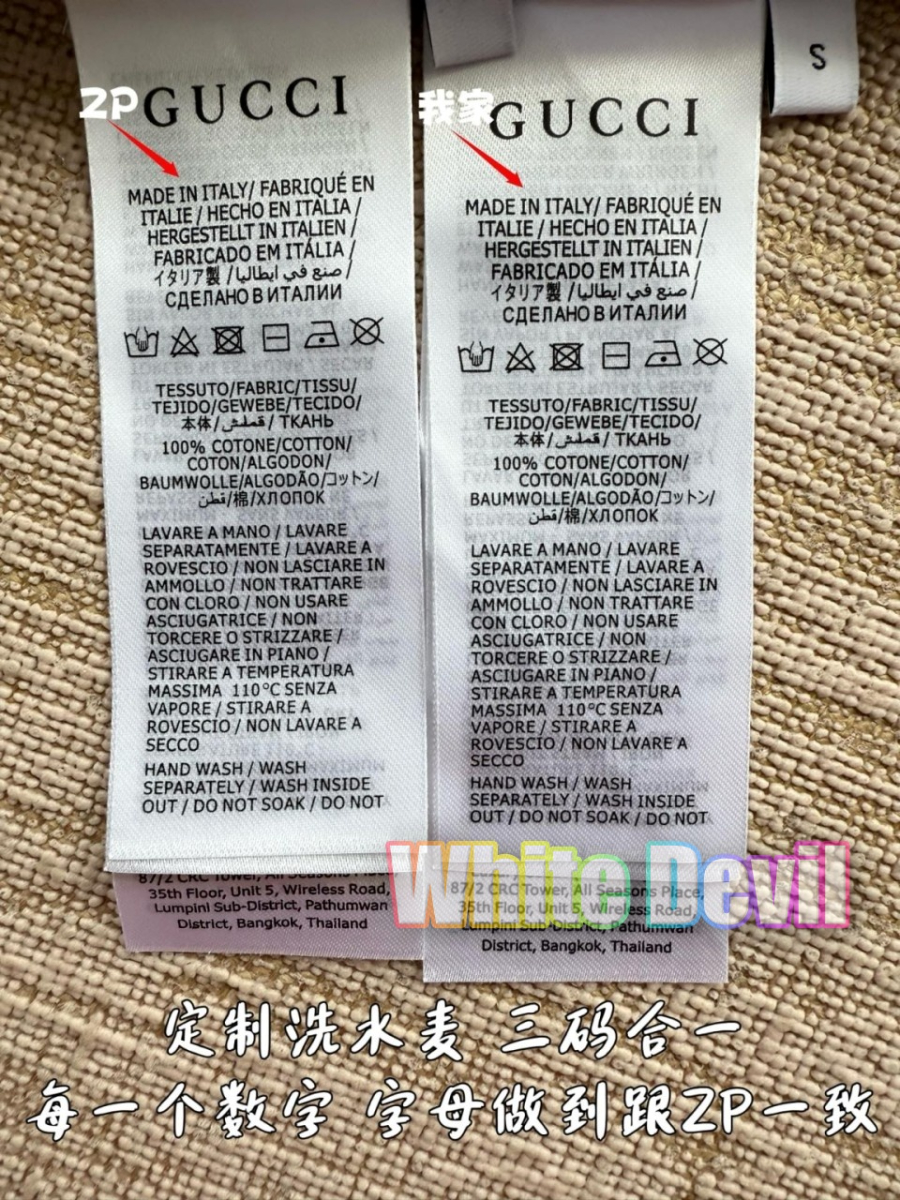 2P
GUCCI
MADE IN ITALY/ FABRIQUÉ EN
ITALIE / HECHO EN ITALIA /
HERGESTELLT IN ITALIEN /
FABRICADO EM ITÁLIA /
イタリア製 / صنع في ايطاليا /
СДЕЛАНО В ИТАЛИИ
TESSUTO/FABRIC/TISSU/
TEJIDO/GEWEBE/TECIDO/
本体/قملش/ ТКАНЬ
100% COTONE/COTTON/
COTON/ALGODON/
BAUMWOLLE/ALGODÃO/コットン/
قطن/棉/ХЛОПОК
LAVARE A MANO / LAVARE
SEPARATAMENTE / LAVARE A
ROVESCIO / NON LASCIARE IN
AMMOLLO / NON TRATTARE
CON CLORO / NON USARE
ASCIUGATRICE / NON
TORCERE O STRIZZARE /
ASCIUGARE IN PIANO /
STIRARE A TEMPERATURA
MASSIMA 110°C SENZA
VAPORE / STIRARE A
ROVESCIO / NON LAVARE A
SECCO
HAND WASH / WASH
SEPARATELY / WASH INSIDE
OUT / DO NOT SOAK / DO NOT
87/2 CRC Tower, All Seasons Place,
35th Floor, Unit 5, Wireless Road,
Lumpini Sub-District, Pathumwan
District, Bangkok, Thailand
我家
GUCCI
MADE IN ITALY/ FABRIQUÉ EN
ITALIE / HECHO EN ITALIA /
HERGESTELLT IN ITALIEN /
FABRICADO EM ITÁLIA /
イタリア製 / صنع في ايطاليا /
СДЕЛАНО В ИТАЛИИ
TESSUTO/FABRIC/TISSU/
TEJIDO/GEWEBE/TECIDO/
本体/قملش/ ТКАНЬ
100% COTONE/COTTON/
COTON/ALGODON/
BAUMWOLLE/ALGODÃO/コットン/
قطن/棉/ХЛОПОК
LAVARE A MANO / LAVARE
SEPARATAMENTE / LAVARE A
ROVESCIO / NON LASCIARE IN
AMMOLLO / NON TRATTARE
CON CLORO / NON USARE
ASCIUGATRICE / NON
TORCERE O STRIZZARE /
ASCIUGARE IN PIANO /
STIRARE A TEMPERATURA
MASSIMA 110°C SENZA
VAPORE / STIRARE A
ROVESCIO / NON LAVARE A
SECCO
HAND WASH / WASH
SEPARATELY / WASH INSIDE
OUT / DO NOT SOAK / DO NOT
87/2 CRC Tower, All Seasons Place,
35th Floor, Unit 5, Wireless Road,
Lumpini Sub-District, Pathumwan
District, Bangkok, Thailand
S
White Devil
定制洗水麦 三码合一
每一个数字 字母做到跟2P一致